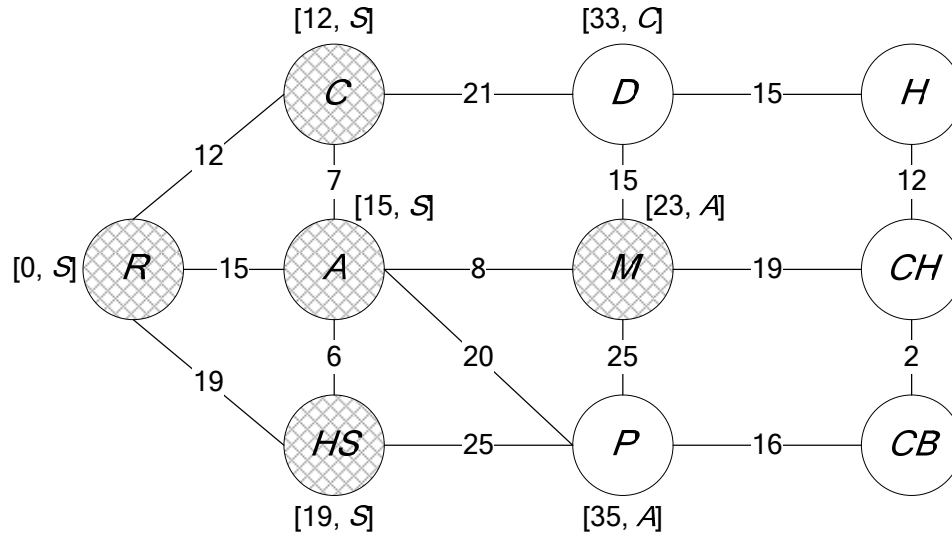 [12, S]
[33, C]
C
21
D
15
H
12
7
15
12
[15, S]
[23, A]
[0, S]
R
15
A
8
M
19
CH
6
20
25
2
19
HS
25
P
16
CB
[19, S]
[35, A]